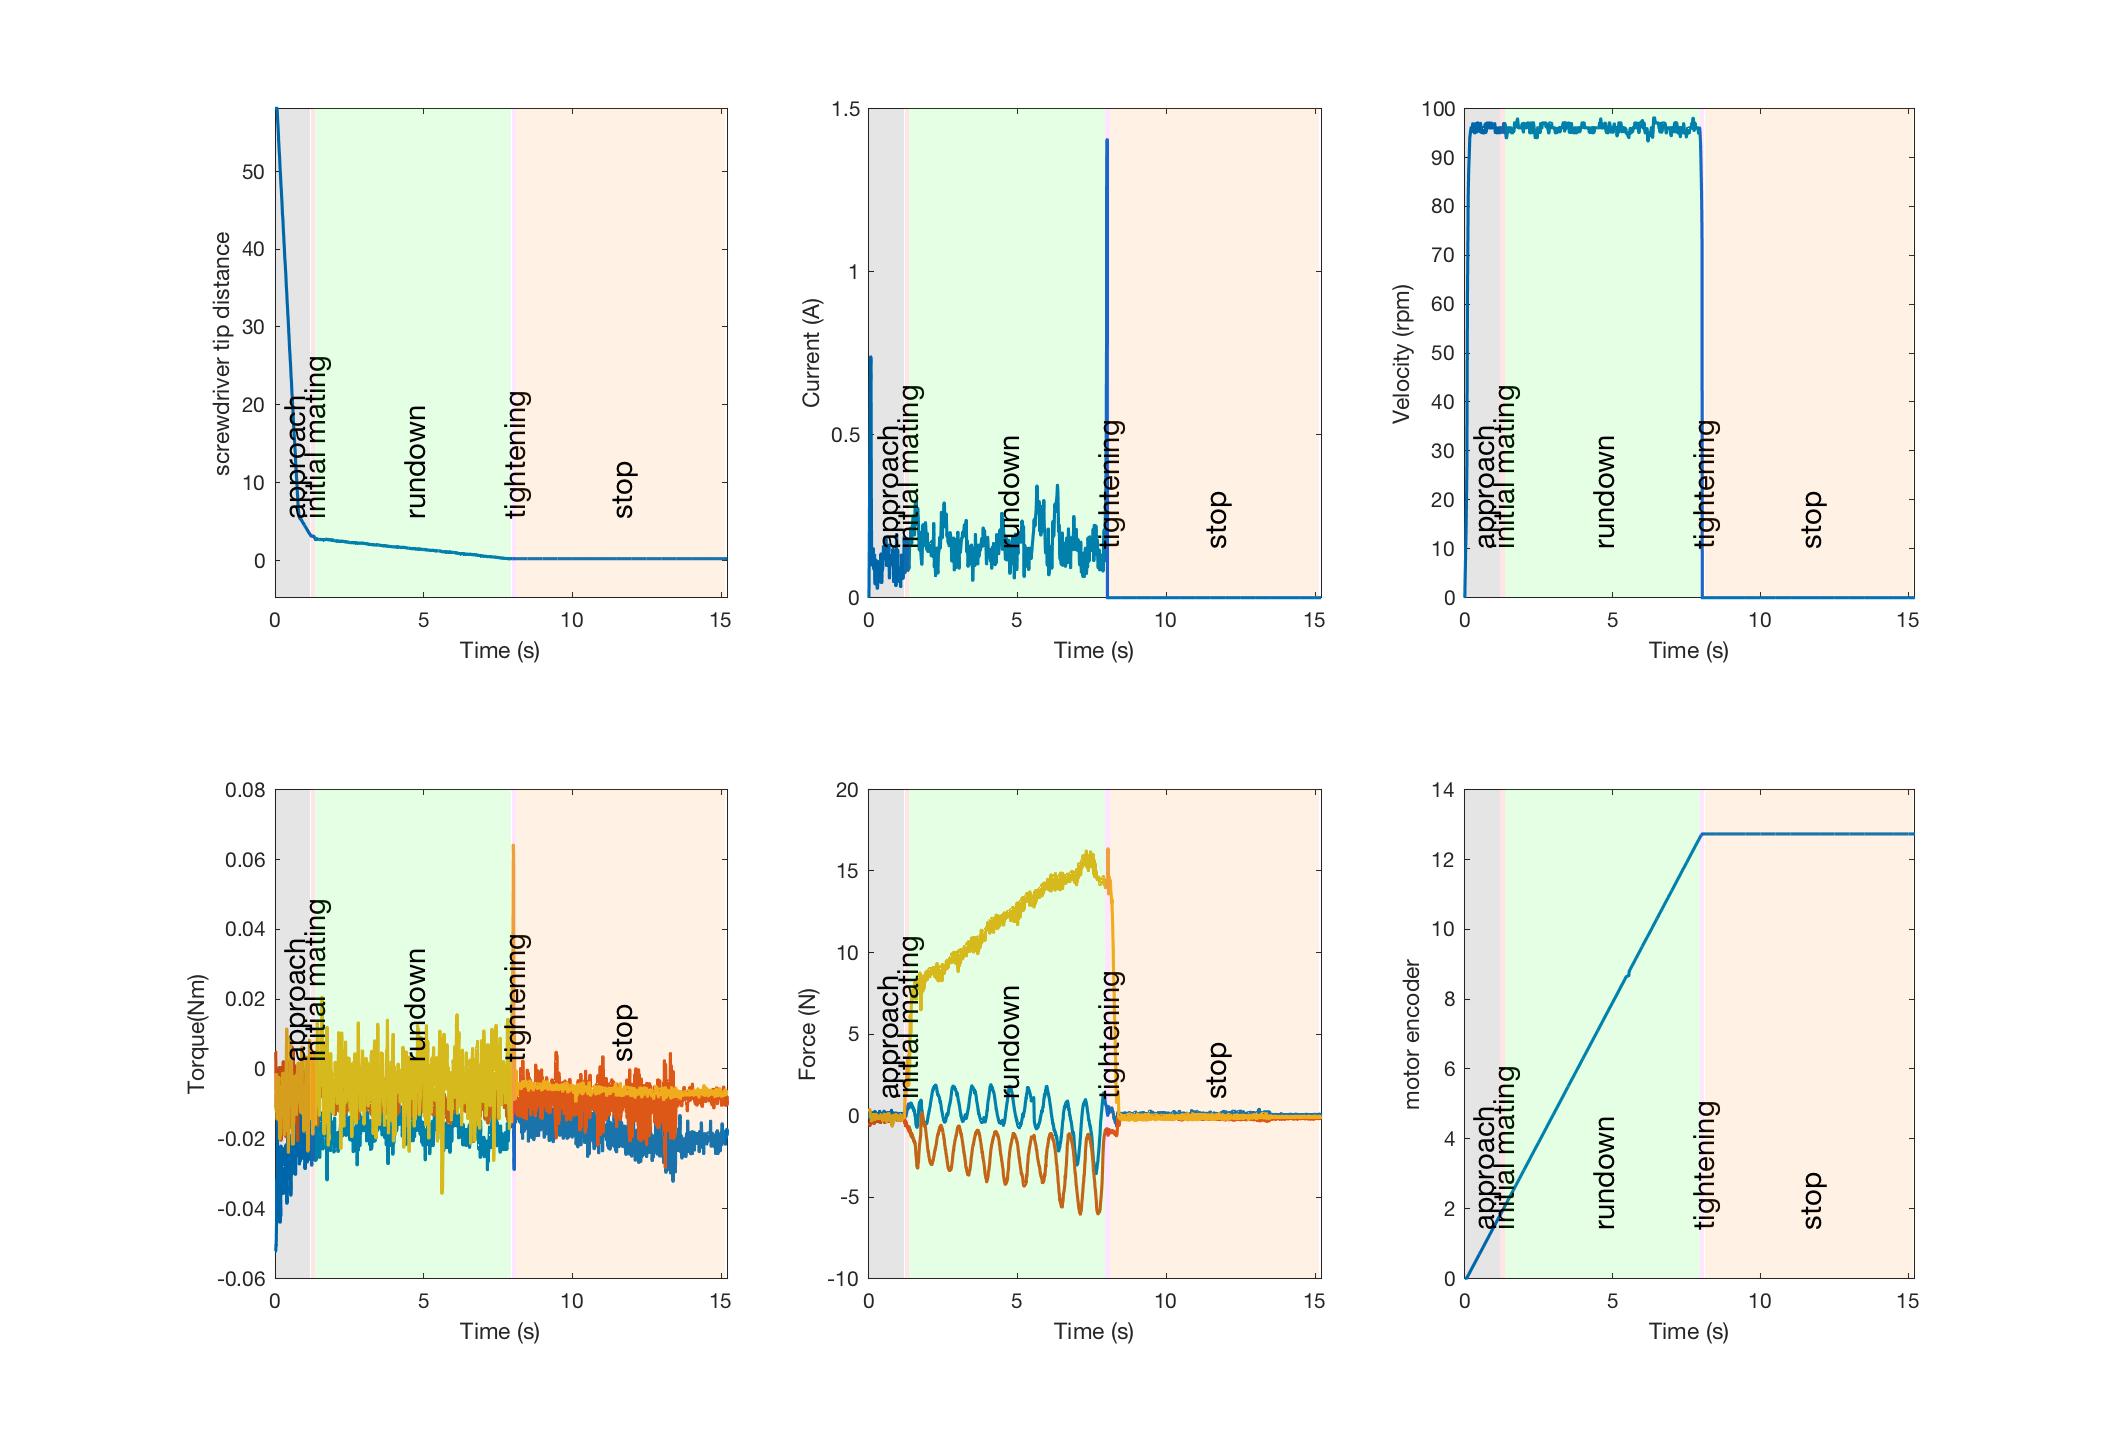 screwdriver tip distance
50
40
30
20
10
0
approach
initial mating
rundown
tightening
stop
0
5
10
15
Time (s)
Current (A)
1.5
1
0.5
0
approach
initial mating
rundown
tightening
stop
0
5
10
15
Time (s)
Velocity (rpm)
100
90
80
70
60
50
40
30
20
10
0
approach
initial mating
rundown
tightening
stop
0
5
10
15
Time (s)
Torque(Nm)
0.08
0.06
0.04
0.02
0
-0.02
-0.04
-0.06
approach
initial mating
rundown
tightening
stop
0
5
10
15
Time (s)
Force (N)
20
15
10
5
0
-5
-10
approach
initial mating
rundown
tightening
stop
0
5
10
15
Time (s)
motor encoder
14
12
10
8
6
4
2
0
approach
initial mating
rundown
tightening
stop
0
5
10
15
Time (s)